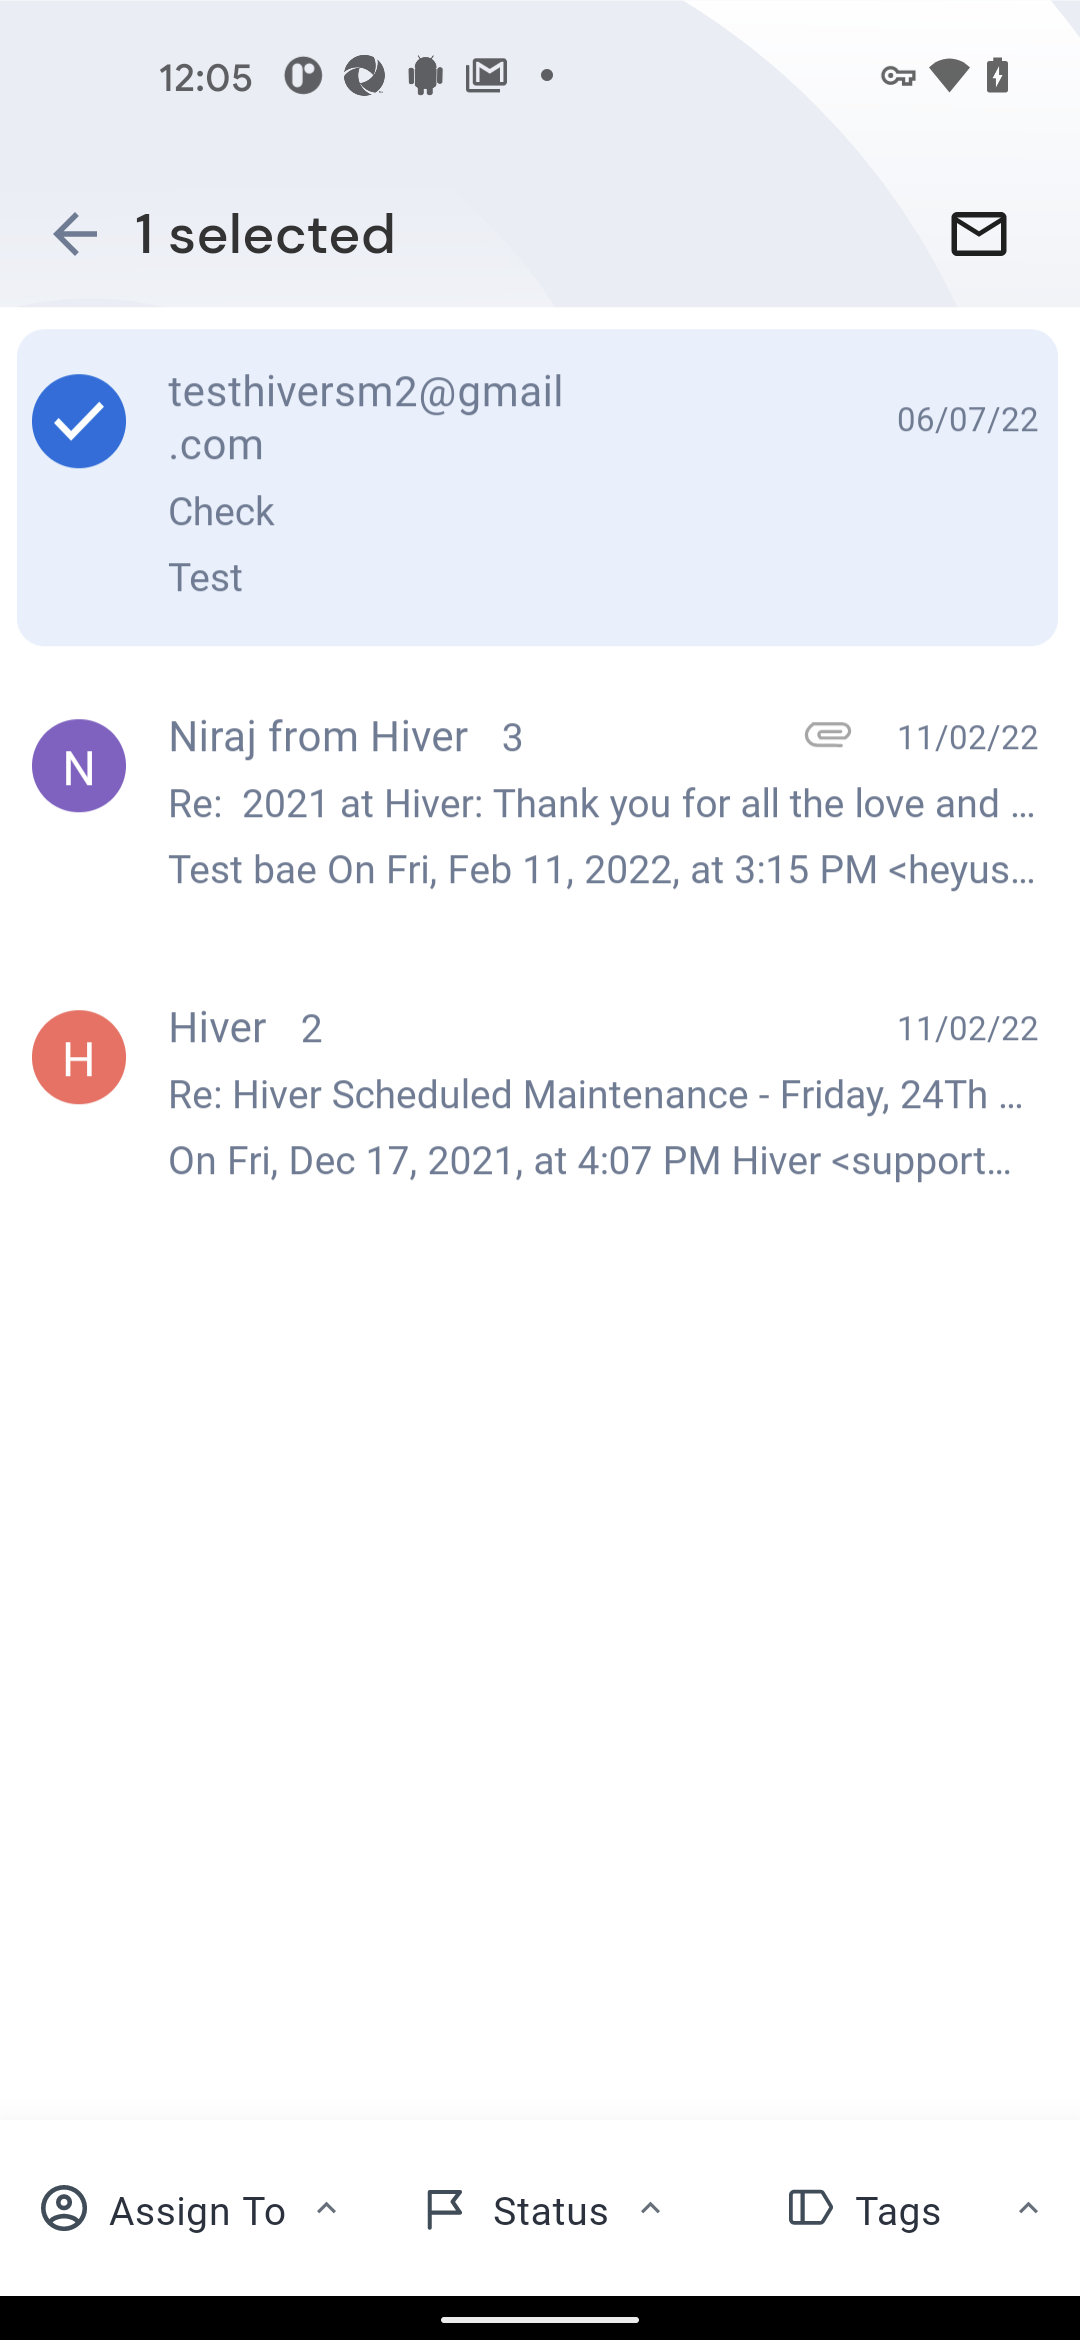 12:05
1 selected
testhiversm2@gmail
.com
06/07/22
Check
Test
N
Niraj from Hiver 3
11/02/22
Re:  2021 at Hiver: Thank you for all the love and ...
Test bae On Fri, Feb 11, 2022, at 3:15 PM <heyus...
H
Hiver 2
11/02/22
Re: Hiver Scheduled Maintenance - Friday, 24Th ...
On Fri, Dec 17, 2021, at 4:07 PM Hiver <support...
Assign To
Status
Tags